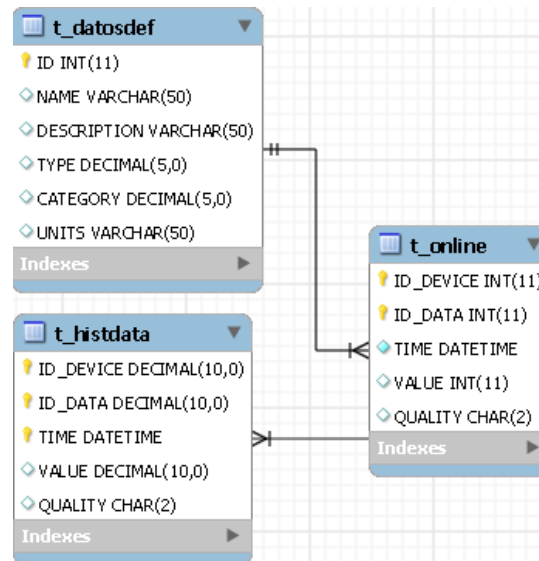 t_datosdef
ID INT(11)
NAME VARCHAR(50)
DESCRIPTION VARCHAR(50)
TYPE DECIMAL(5,0)
CATEGORY DECIMAL(5,0)
UNITS VARCHAR(50)
Indexes
t_online
ID_DEVICE INT(11)
ID_DATA INT(11)
TIME DATETIME
VALUE INT(11)
QUALITY CHAR(2)
Indexes
t_histdata
ID_DEVICE DECIMAL(10,0)
ID_DATA DECIMAL(10,0)
TIME DATETIME
VALUE DECIMAL(10,0)
QUALITY CHAR(2)
Indexes